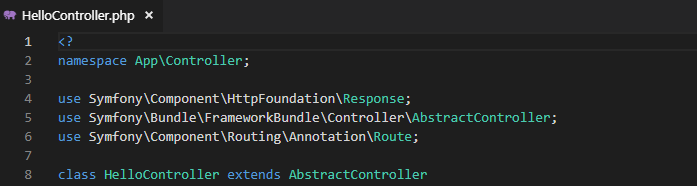 HelloController.php ×
1 <?
2 namespace App\Controller;
3
4 use Symfony\Component\HttpFoundation\Response;
5 use Symfony\Bundle\FrameworkBundle\Controller\AbstractController;
6 use Symfony\Component\Routing\Annotation\Route;
7
8 class HelloController extends AbstractController